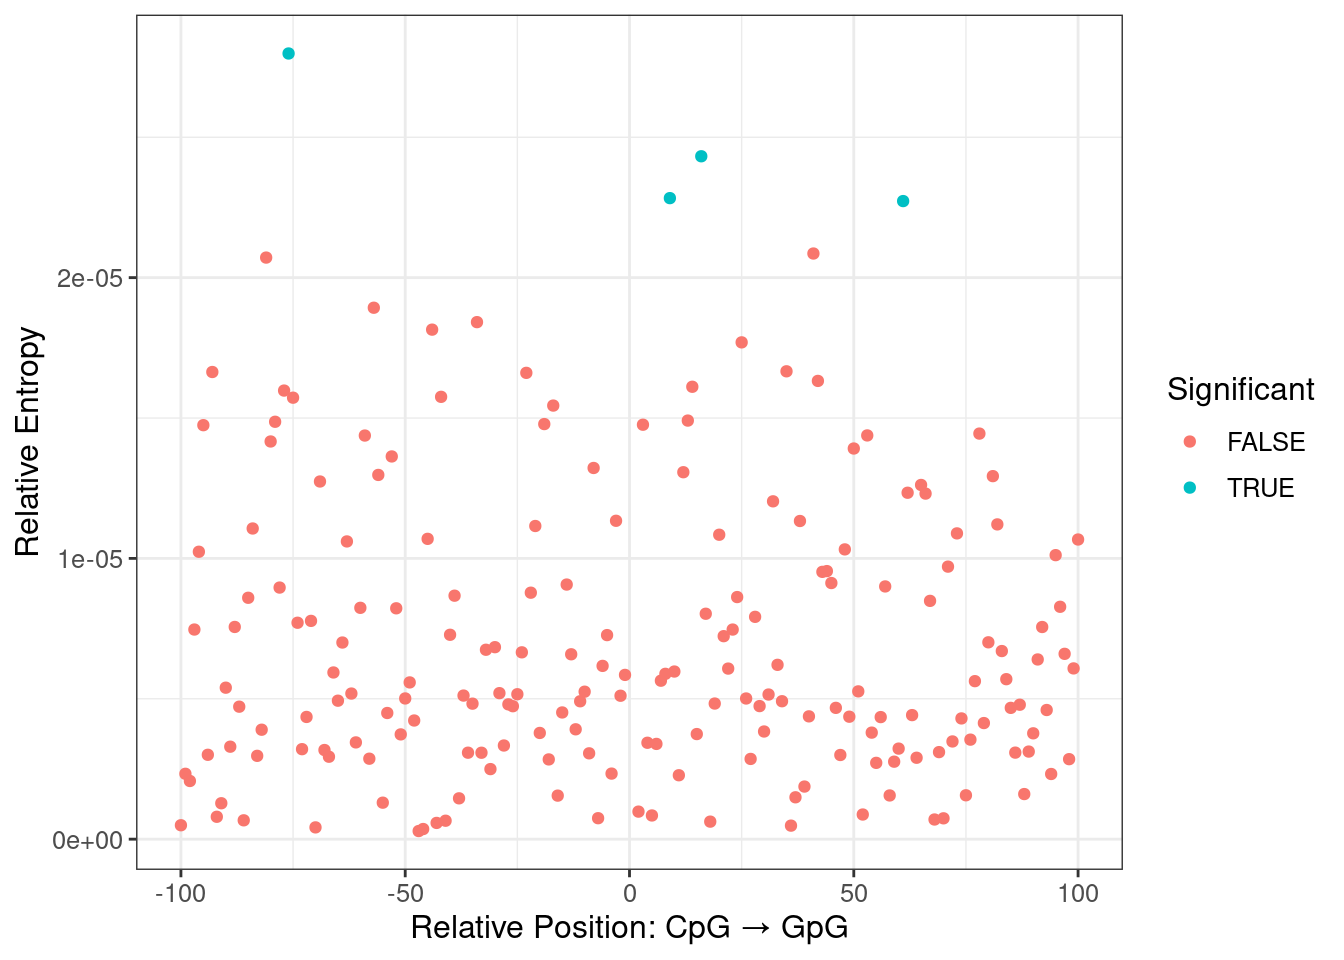 Relative Entropy
2e-05
1e-05
0e+00
-100 -50 0 50 100
Relative Position: CpG → GpG
Significant
FALSE
TRUE